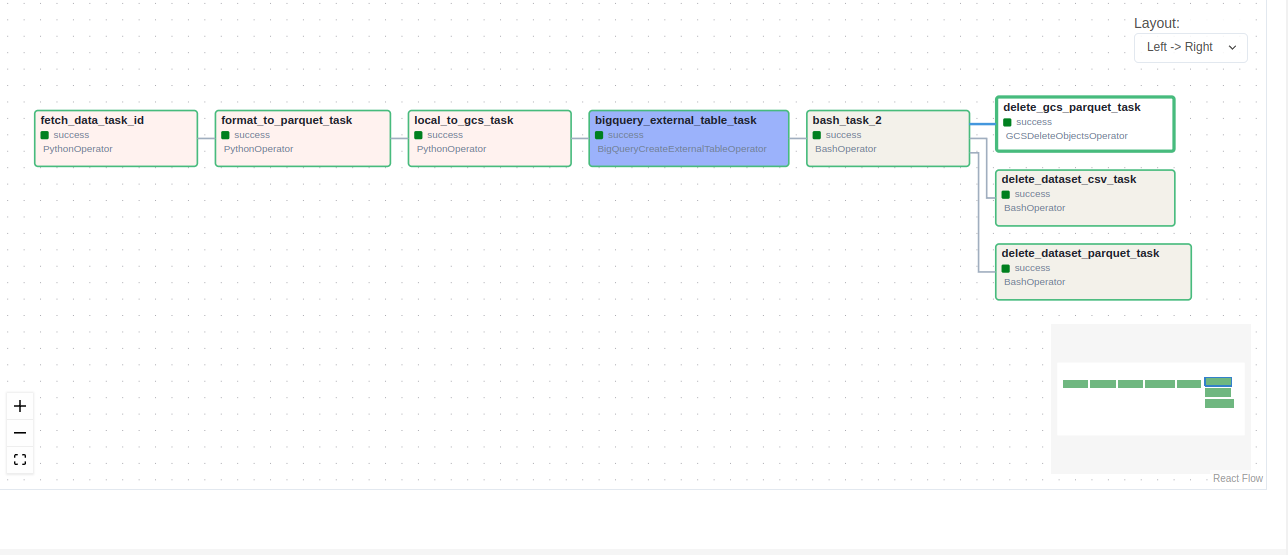 Layout:
Left -> Right
fetch_data_task_id
success
PythonOperator
format_to_parquet_task
success
PythonOperator
local_to_gcs_task
success
PythonOperator
bigquery_external_table_task
success
BigQueryCreateExternalTableOperator
bash_task_2
success
BashOperator
delete_gcs_parquet_task
success
GCSDeleteObjectsOperator
delete_dataset_csv_task
success
BashOperator
delete_dataset_parquet_task
success
BashOperator
React Flow